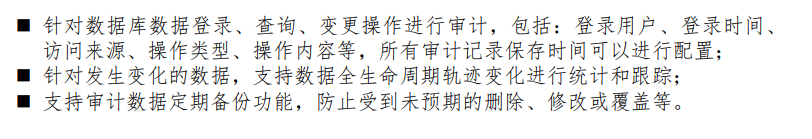 ■ 针对数据库数据登录、查询、变更操作进行审计，包括：登录用户、登录时间、
访问来源、操作类型、操作内容等，所有审计记录保存时间可以进行配置；
■ 针对发生变化的数据，支持数据全生命周期轨迹变化进行统计和跟踪；
■ 支持审计数据定期备份功能，防止受到未预期的删除、修改或覆盖等。